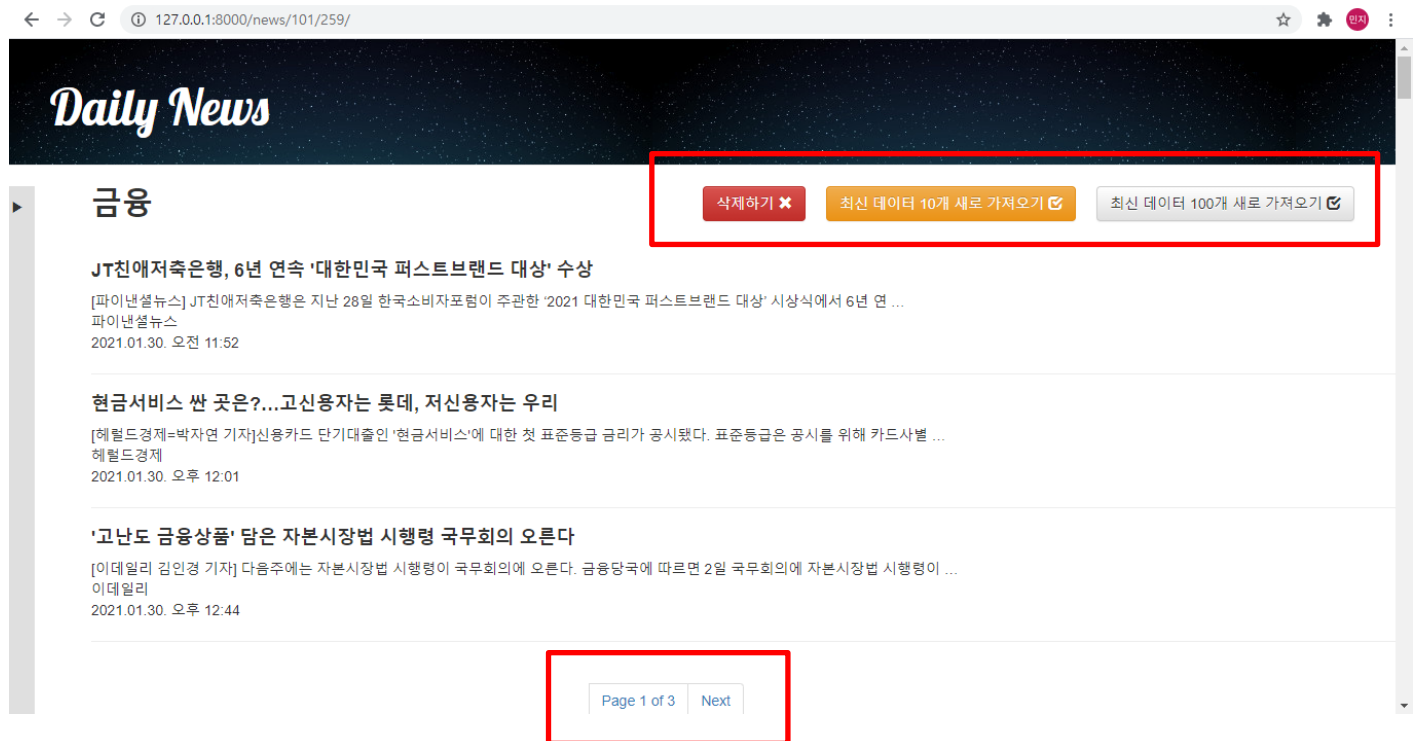 127.0.0.1:8000/news/101/259/
인지
Daily News
금융
삭제하기
최신 데이터 10개 새로 가져오기
최신 데이터 100개 새로 가져오기
JT친애저축은행, 6년 연속 '대한민국 퍼스트브랜드 대상' 수상
[파이낸셜뉴스] JT친애저축은행은 지난 28일 한국소비자포럼이 주관한 ‘2021 대한민국 퍼스트브랜드 대상’ 시상식에서 6년 연 …
파이낸셜뉴스
2021.01.30. 오전 11:52
현금서비스 싼 곳은?…고신용자는 롯데, 저신용자는 우리
[헤럴드경제=박자연 기자]신용카드 단기대출인 '현금서비스'에 대한 첫 표준등급 금리가 공시됐다. 표준등급은 공시를 위해 카드사별 …
헤럴드경제
2021.01.30. 오후 12:01
'고난도 금융상품' 담은 자본시장법 시행령 국무회의 오른다
[이데일리 김인경 기자] 다음주에는 자본시장법 시행령이 국무회의에 오른다. 금융당국에 따르면 2일 국무회의에 자본시장법 시행령이 …
이데일리
2021.01.30. 오후 12:44
Page 1 of 3
Next